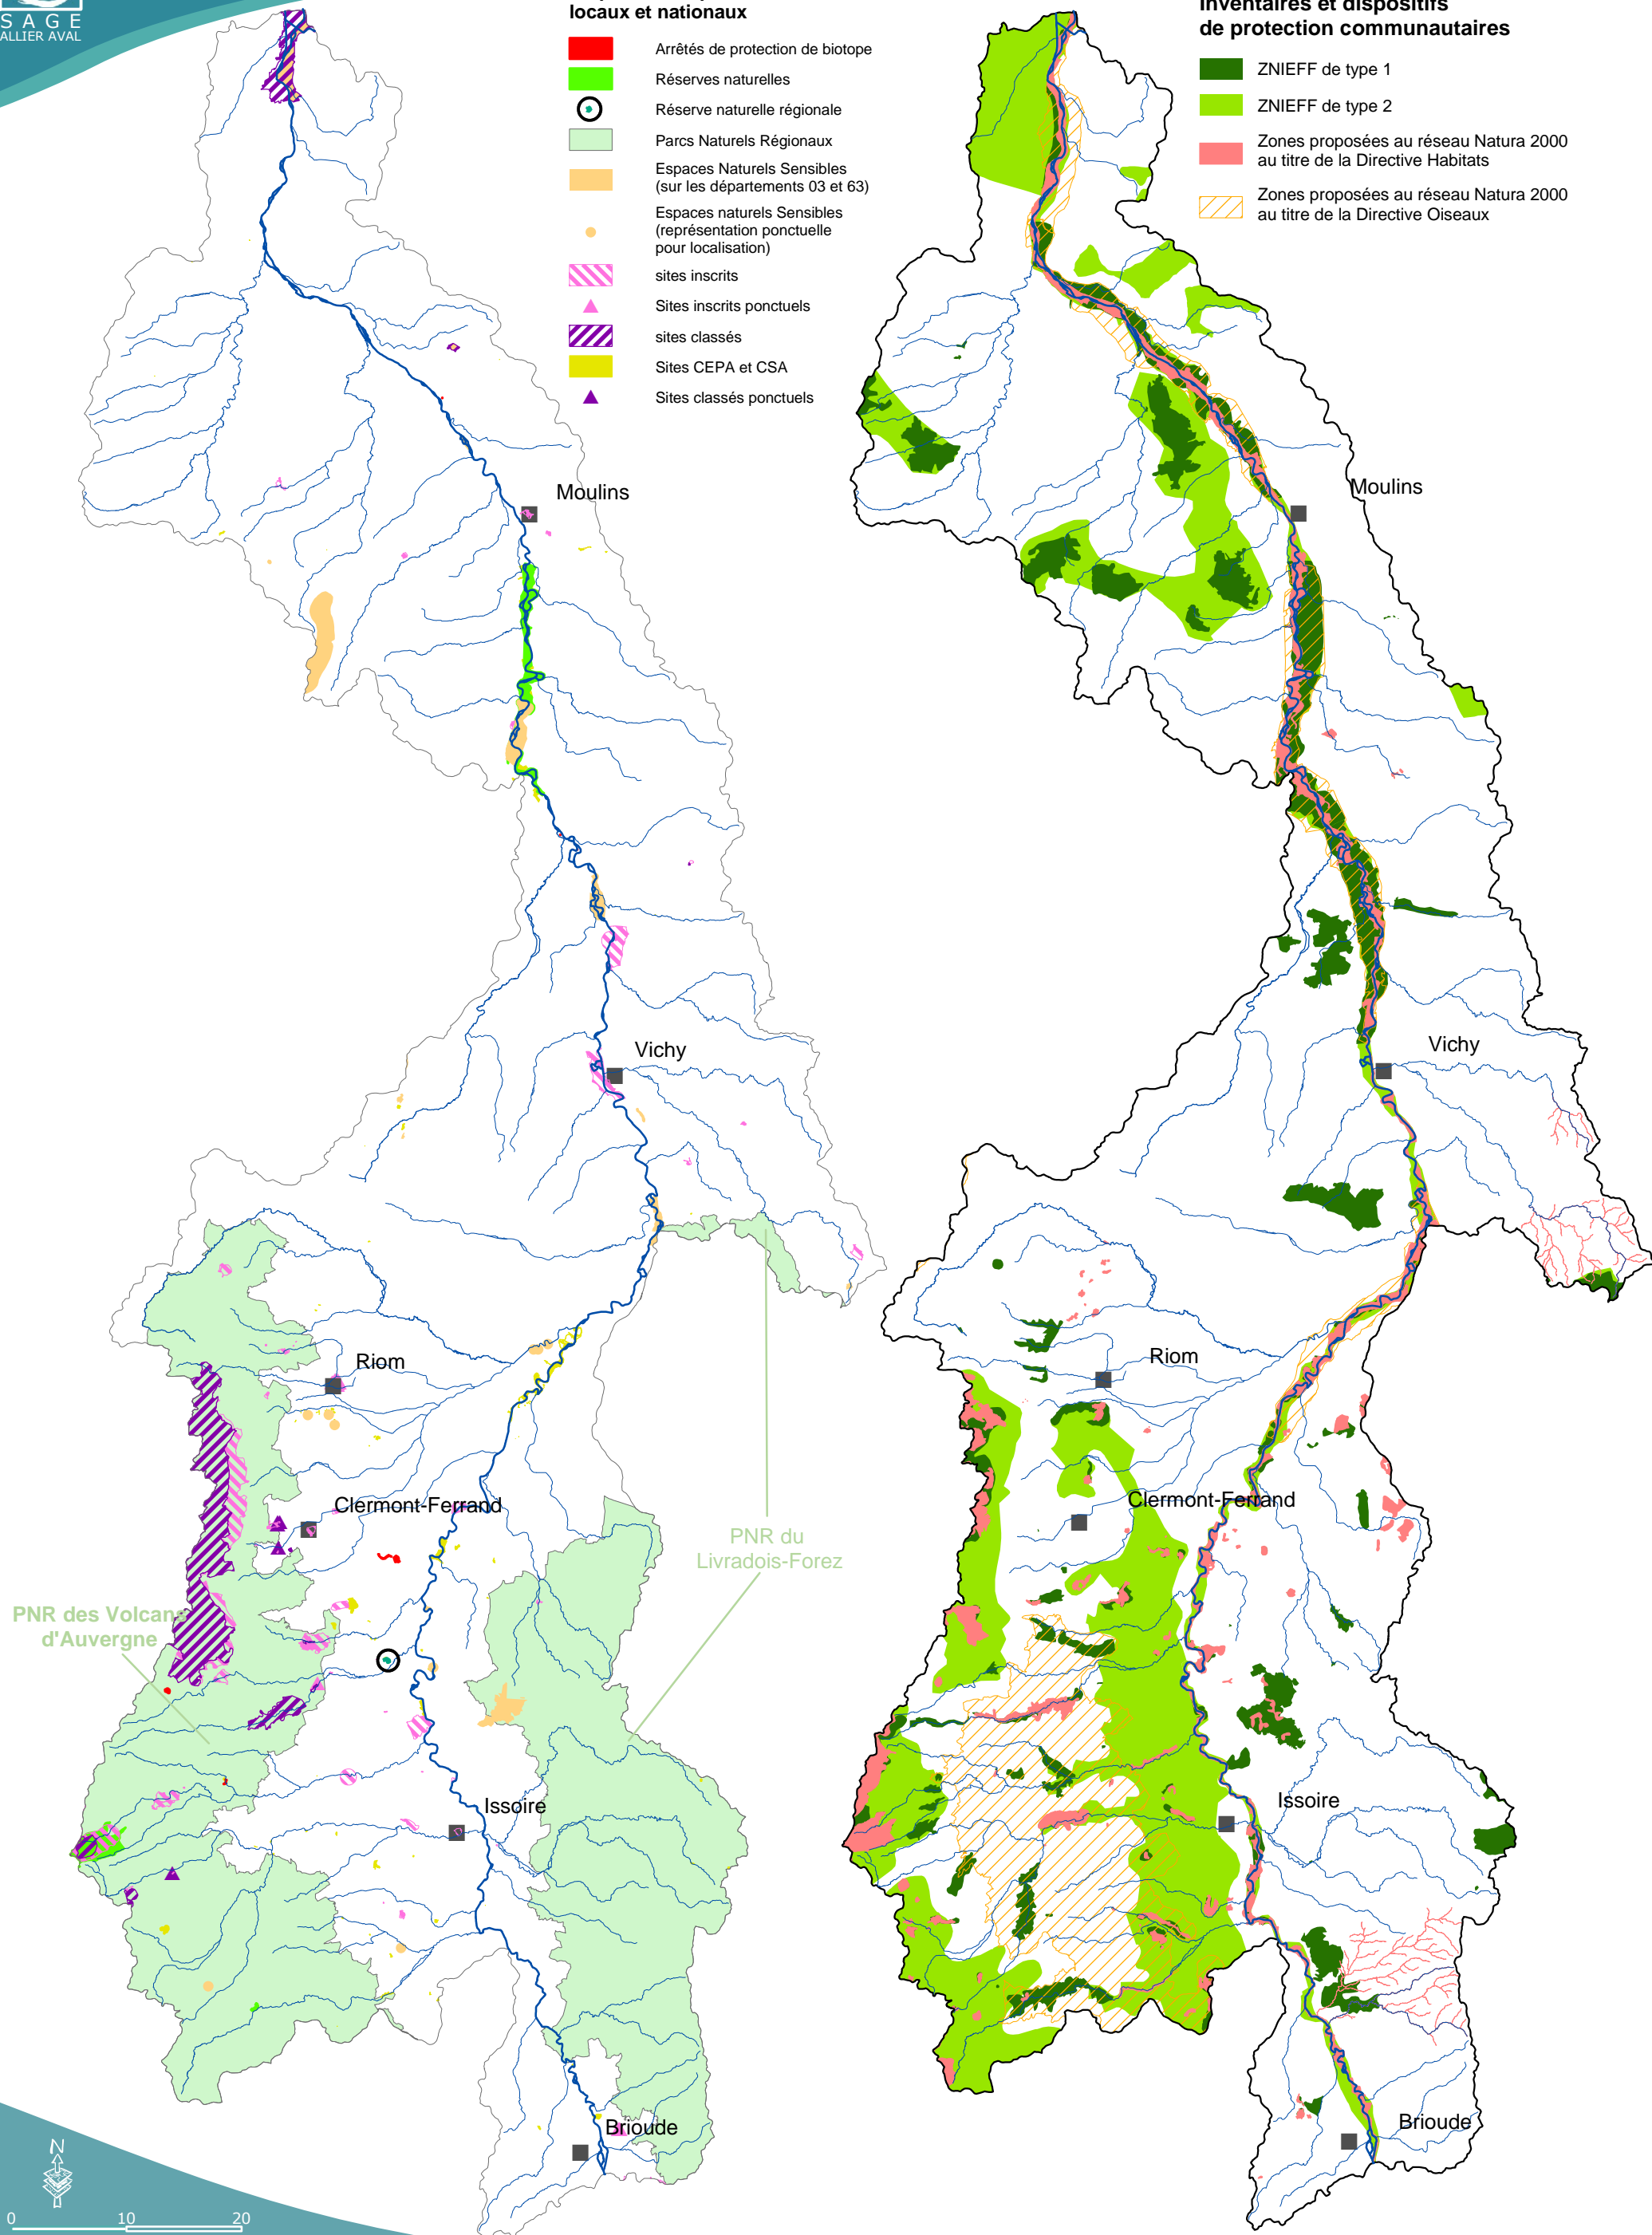 SAGE
ALLIER AVAL
locaux et nationaux
Arrêtés de protection de biotope
Réserves naturelles
Réserve naturelle régionale
Parcs Naturels Régionaux
Espaces Naturels Sensibles
(sur les départements 03 et 63)
Espaces naturels Sensibles
(représentation ponctuelle
pour localisation)
sites inscrits
Sites inscrits ponctuels
sites classés
Sites CEPA et CSA
Sites classés ponctuels
Inventaires et dispositifs
de protection communautaires
ZNIEFF de type 1
ZNIEFF de type 2
Zones proposées au réseau Natura 2000
au titre de la Directive Habitats
Zones proposées au réseau Natura 2000
au titre de la Directive Oiseaux
Moulins
Vichy
Riom
Clermont-Ferrand
PNR du
Livradois-Forez
PNR des Volcans
d'Auvergne
Issoire
Brioude
Moulins
Vichy
Riom
Clermont-Ferrand
Issoire
Brioude
N
0 10 20